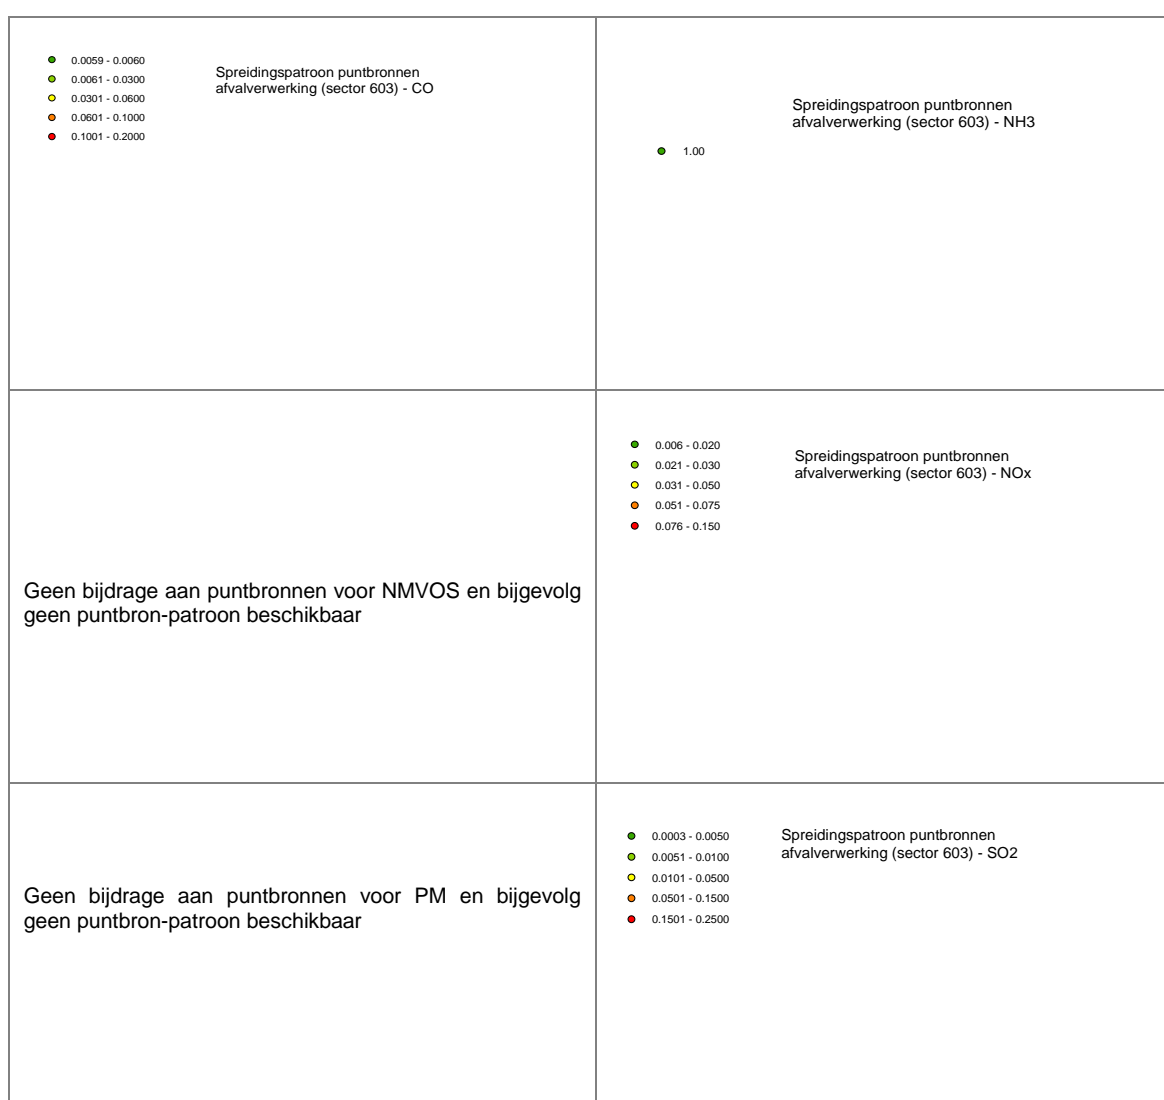 0.0059 - 0.0060
0.0061 - 0.0300
0.0301 - 0.0600
0.0601 - 0.1000
0.1001 - 0.2000
Spreidingspatroon puntbronnen
afvalverwerking (sector 603) - CO
Spreidingspatroon puntbronnen
afvalverwerking (sector 603) - NH3
1.00
Geen bijdrage aan puntbronnen voor NMVOS en bijgevolg
geen puntbron-patroon beschikbaar
0.006 - 0.020
0.021 - 0.030
0.031 - 0.050
0.051 - 0.075
0.076 - 0.150
Spreidingspatroon puntbronnen
afvalverwerking (sector 603) - NOx
Geen bijdrage aan puntbronnen voor PM en bijgevolg
geen puntbron-patroon beschikbaar
0.0003 - 0.0050
0.0051 - 0.0100
0.0101 - 0.0500
0.0501 - 0.1500
0.1501 - 0.2500
Spreidingspatroon puntbronnen
afvalverwerking (sector 603) - SO2